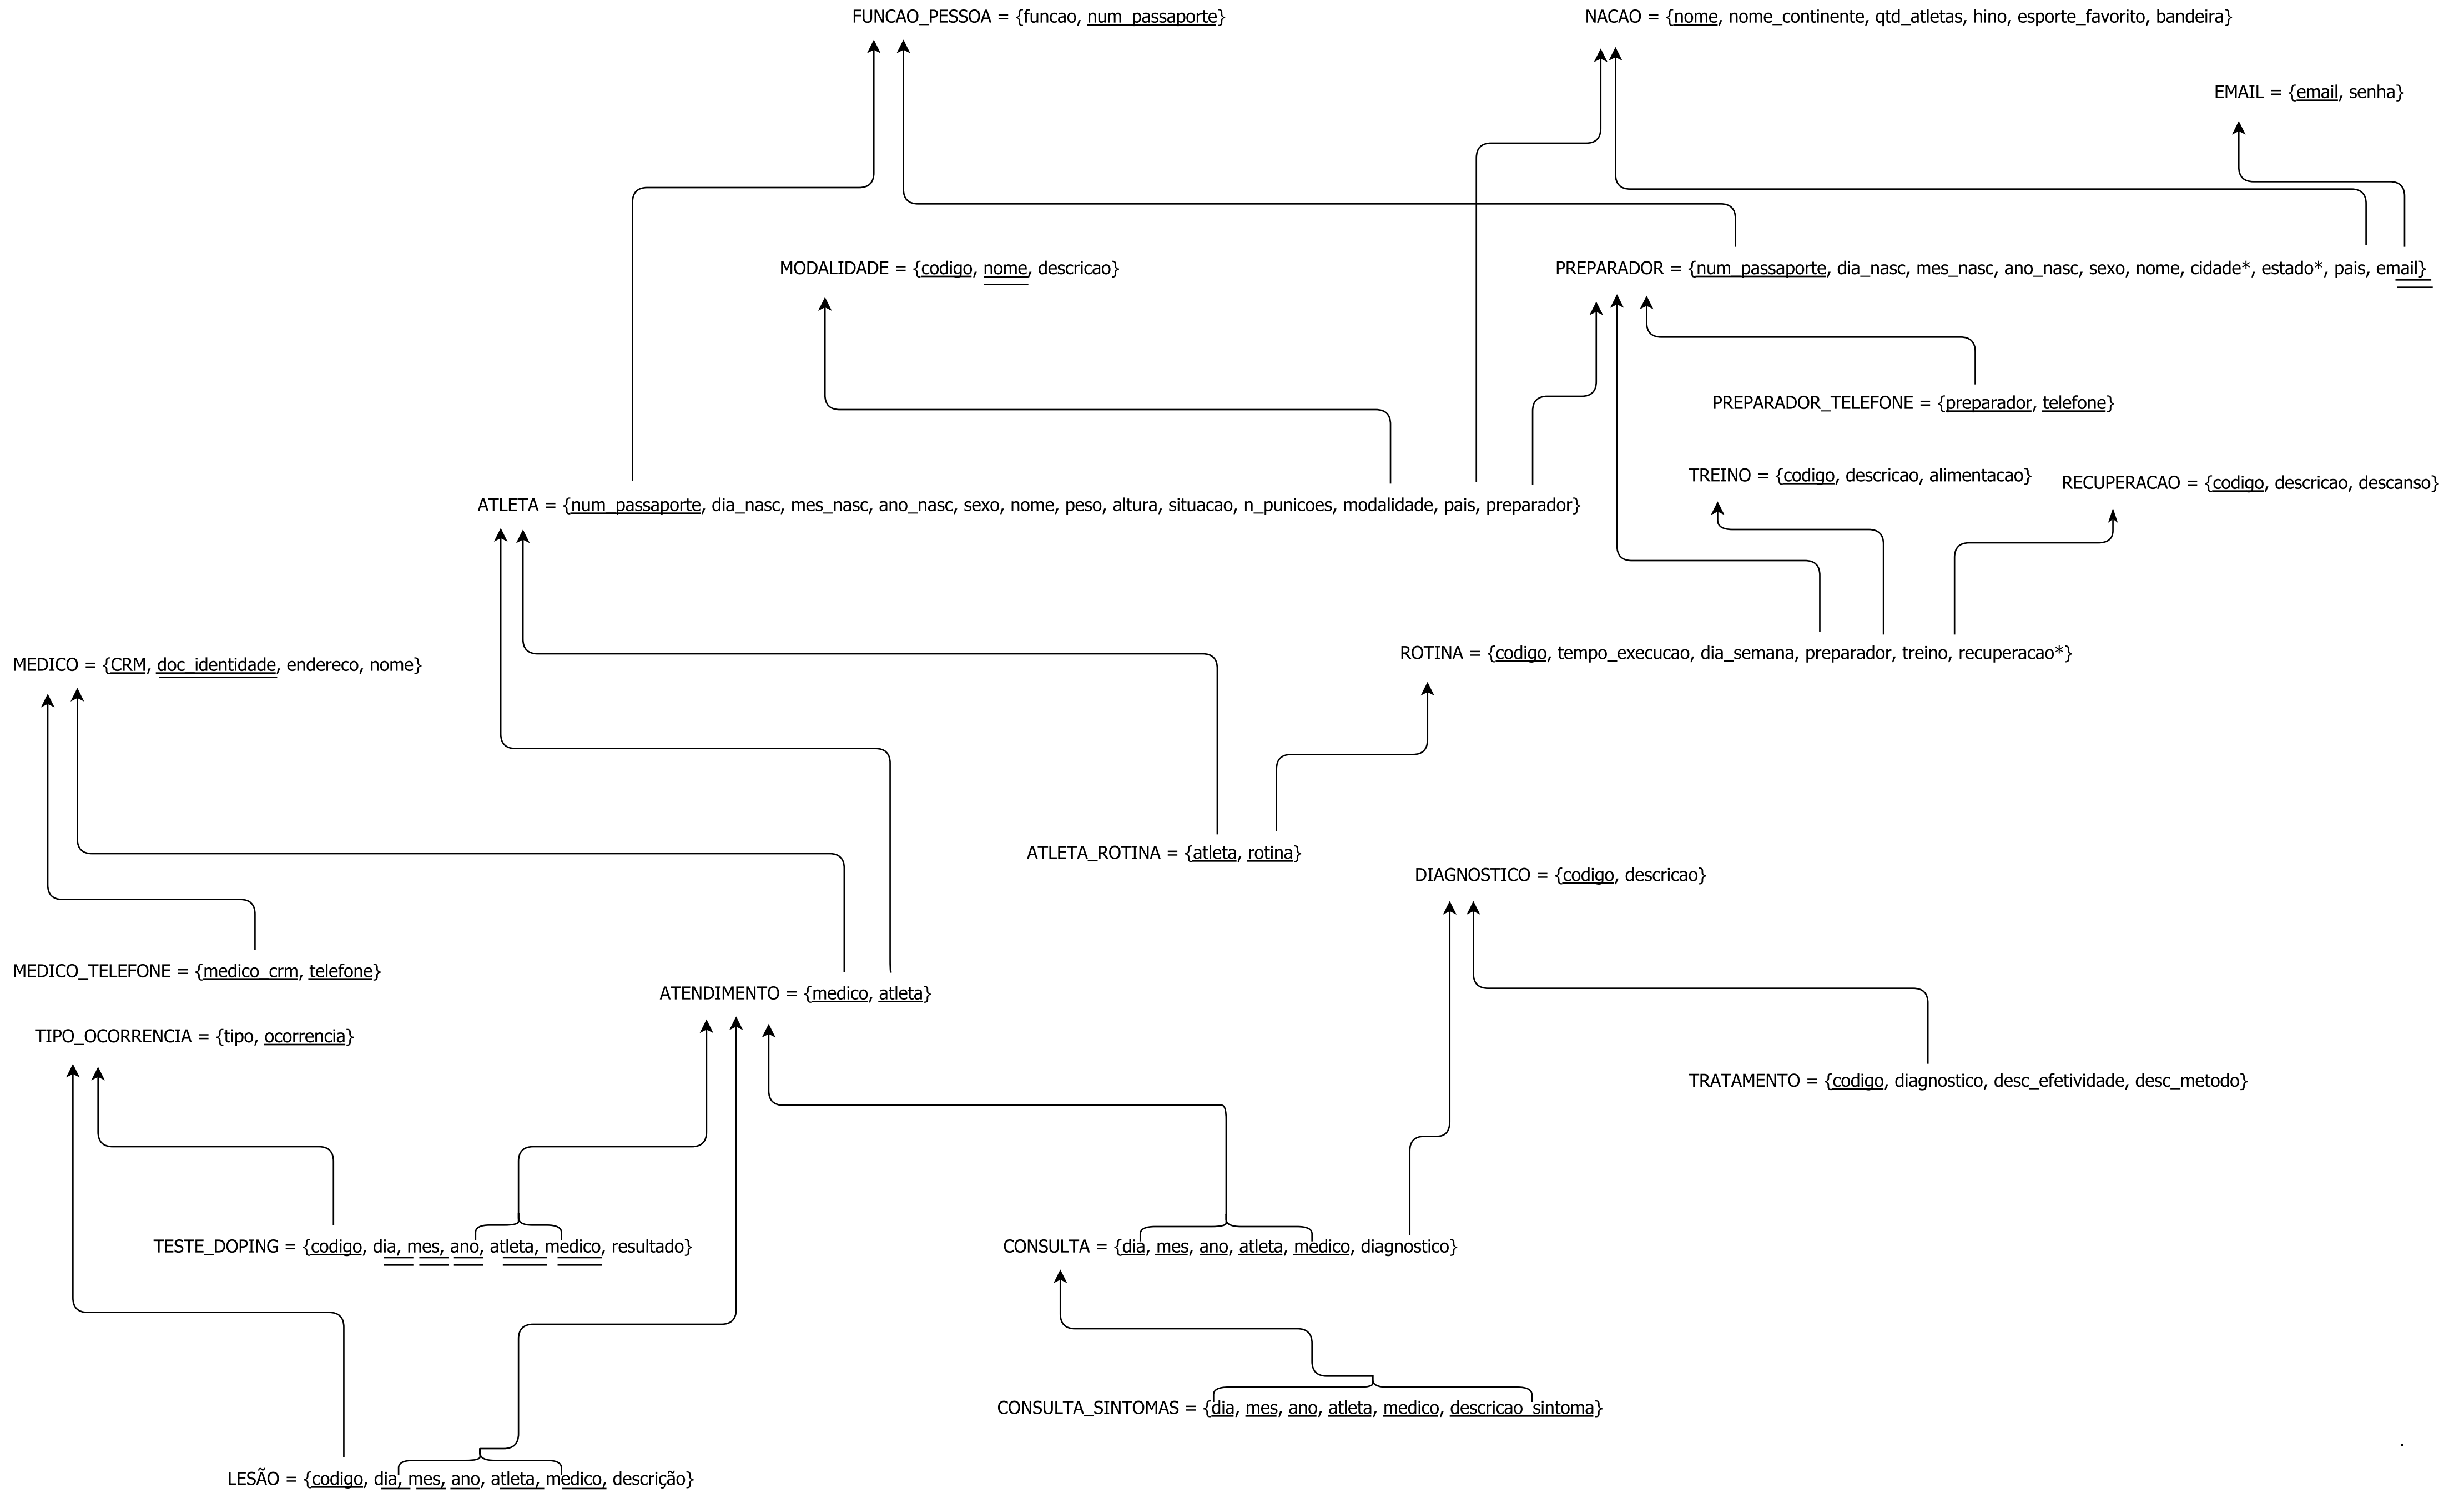 FUNCAO_PESSOA = {funcao, num_passaporte}
NACAO = {nome, nome_continente, qtd_atletas, hino, esporte_favorito, bandeira}
EMAIL = {email, senha}
MODALIDADE = {codigo, nome, descricao}
PREPARADOR = {num_passaporte, dia_nasc, mes_nasc, ano_nasc, sexo, nome, cidade*, estado*, pais, email}
PREPARADOR_TELEFONE = {preparador, telefone}
TREINO = {codigo, descricao, alimentacao}
RECUPERACAO = {codigo, descricao, descanso}
ATLETA = {num_passaporte, dia_nasc, mes_nasc, ano_nasc, sexo, nome, peso, altura, situacao, n_punicoes, modalidade, pais, preparador}
MEDICO = {CRM, doc_identidade, endereco, nome}
ROTINA = {codigo, tempo_execucao, dia_semana, preparador, treino, recuperacao*}
ATLETA_ROTINA = {atleta, rotina}
DIAGNOSTICO = {codigo, descricao}
MEDICO_TELEFONE = {medico_crm, telefone}
ATENDIMENTO = {medico, atleta}
TIPO_OCORRENCIA = {tipo, ocorrencia}
TRATAMENTO = {codigo, diagnostico, desc_efetividade, desc_metodo}
TESTE_DOPING = {codigo, dia, mes, ano, atleta, medico, resultado}
CONSULTA = {dia, mes, ano, atleta, medico, diagnostico}
CONSULTA_SINTOMAS = {dia, mes, ano, atleta, medico, descricao_sintoma}
.
LESÃO = {codigo, dia, mes, ano, atleta, medico, descrição}